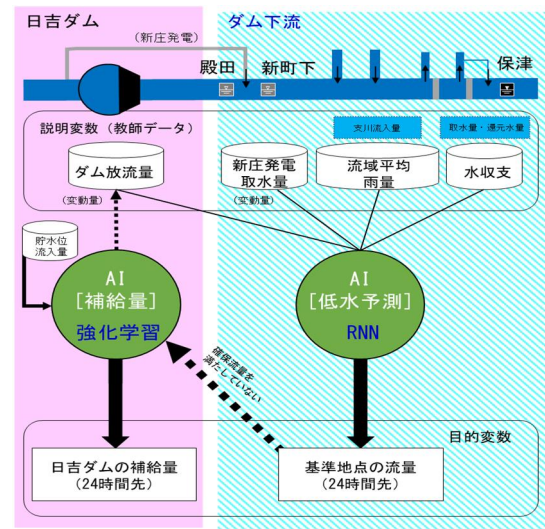 日吉ダム
ダム下流
(新庄発電)
殿田
新町下
保津
説明変数(教師データ)
支川流入量
取水量・還元水量
ダム放流量
(変動量)
新庄発電
取水量
(変動量)
流域平均
雨量
水収支
貯水位
流入量
AI
[補給量]
強化学習
AI
[低水予測]
RNN
確保流量を
満たしていない
目的変数
日吉ダムの補給量
(24時間先)
基準地点の流量
(24時間先)